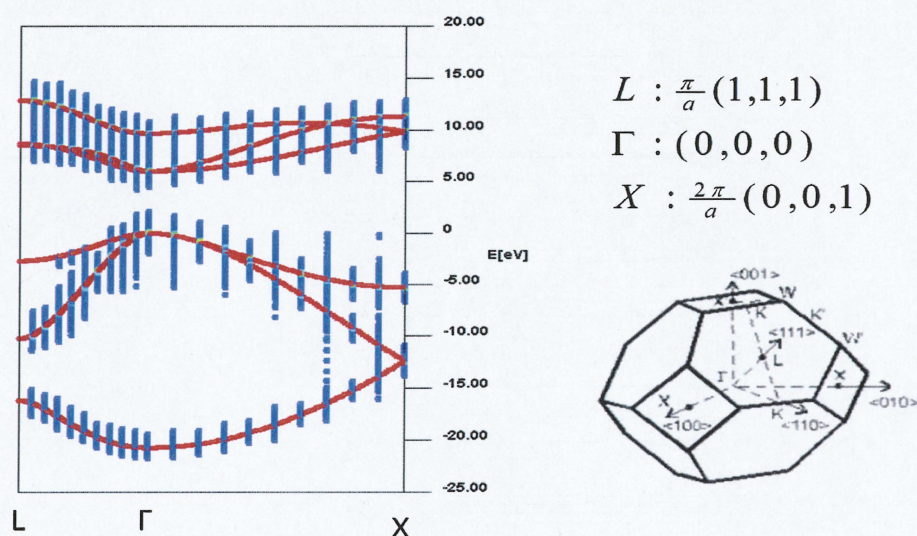 20.00
15.00
10.00
5.00
0
E[eV]
-5.00
-10.00
-15.00
-20.00
-25.00
L Γ X
L : π/a (1,1,1)
Γ : (0,0,0)
X : 2π/a (0,0,1)
<001>
X K W
K'
<111>
W'
L
Γ X
<010>
X K
<100> <110>